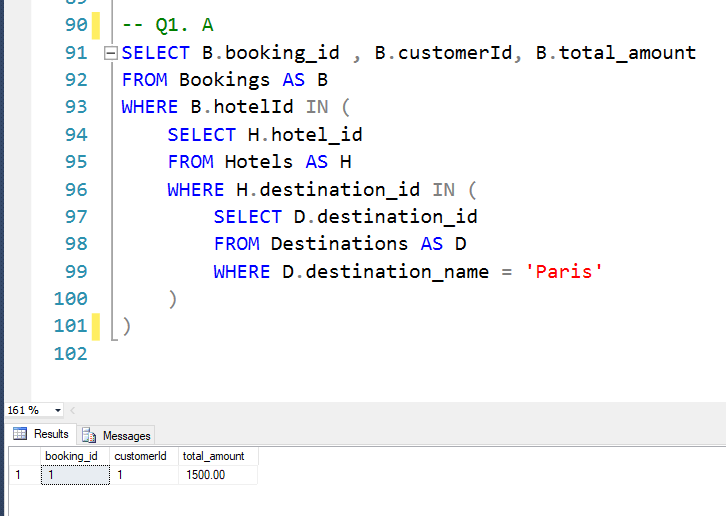 89
90 -- Q1. A
91 SELECT B.booking_id , B.customerId, B.total_amount
92 FROM Bookings AS B
93 WHERE B.hotelId IN (
94 SELECT H.hotel_id
95 FROM Hotels AS H
96 WHERE H.destination_id IN (
97 SELECT D.destination_id
98 FROM Destinations AS D
99 WHERE D.destination_name = 'Paris'
100 )
101 )
102
161 %
Results Messages
booking_id customerId total_amount
1 1 1 1500.00